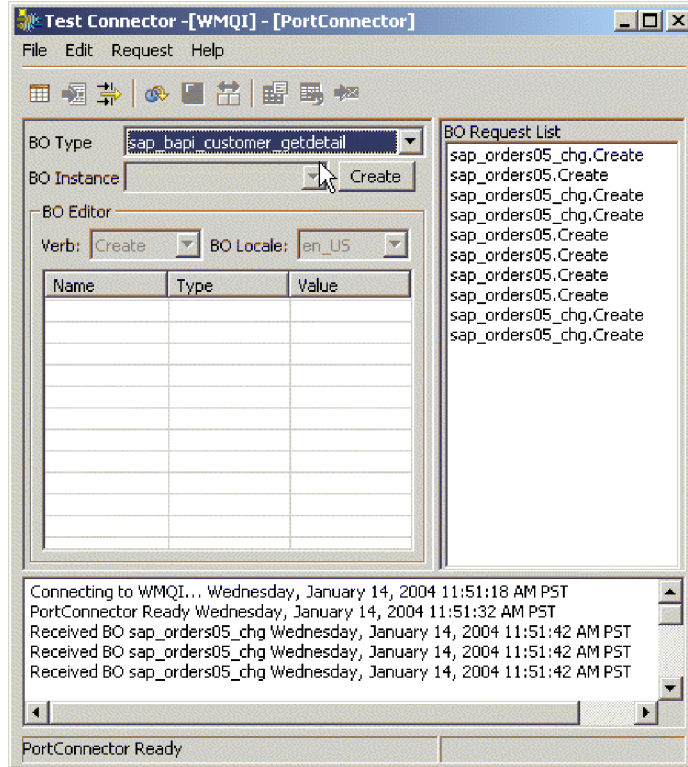 Test Connector -[WMQI] - [PortConnector]
File Edit Request Help
BO Type sap_bapi_customer_getdetail
BO Instance Create
BO Editor
Verb: Create BO Locale: en_US
Name Type Value
BO Request List
sap_orders05_chg.Create
sap_orders05.Create
sap_orders05_chg.Create
sap_orders05_chg.Create
sap_orders05.Create
sap_orders05.Create
sap_orders05.Create
sap_orders05.Create
sap_orders05_chg.Create
sap_orders05_chg.Create
Connecting to WMQI... Wednesday, January 14, 2004 11:51:18 AM PST
PortConnector Ready Wednesday, January 14, 2004 11:51:32 AM PST
Received BO sap_orders05_chg Wednesday, January 14, 2004 11:51:42 AM PST
Received BO sap_orders05_chg Wednesday, January 14, 2004 11:51:42 AM PST
Received BO sap_orders05_chg Wednesday, January 14, 2004 11:51:42 AM PST
PortConnector Ready